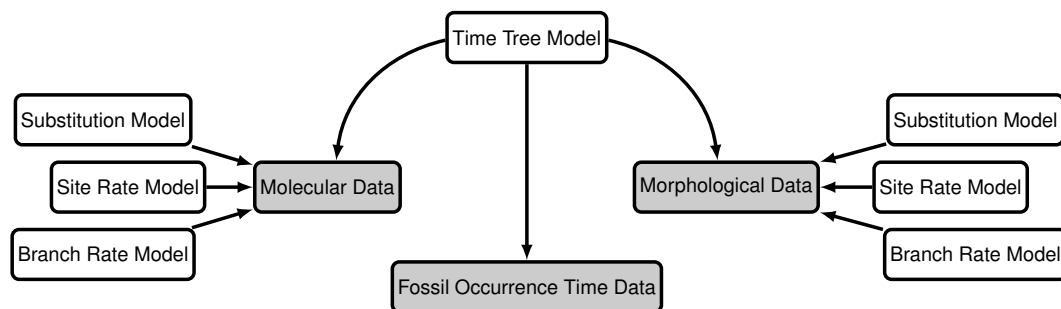 Time Tree Model
Substitution Model
Substitution Model
Site Rate Model
Molecular Data
Morphological Data
Site Rate Model
Branch Rate Model
Branch Rate Model
Fossil Occurrence Time Data